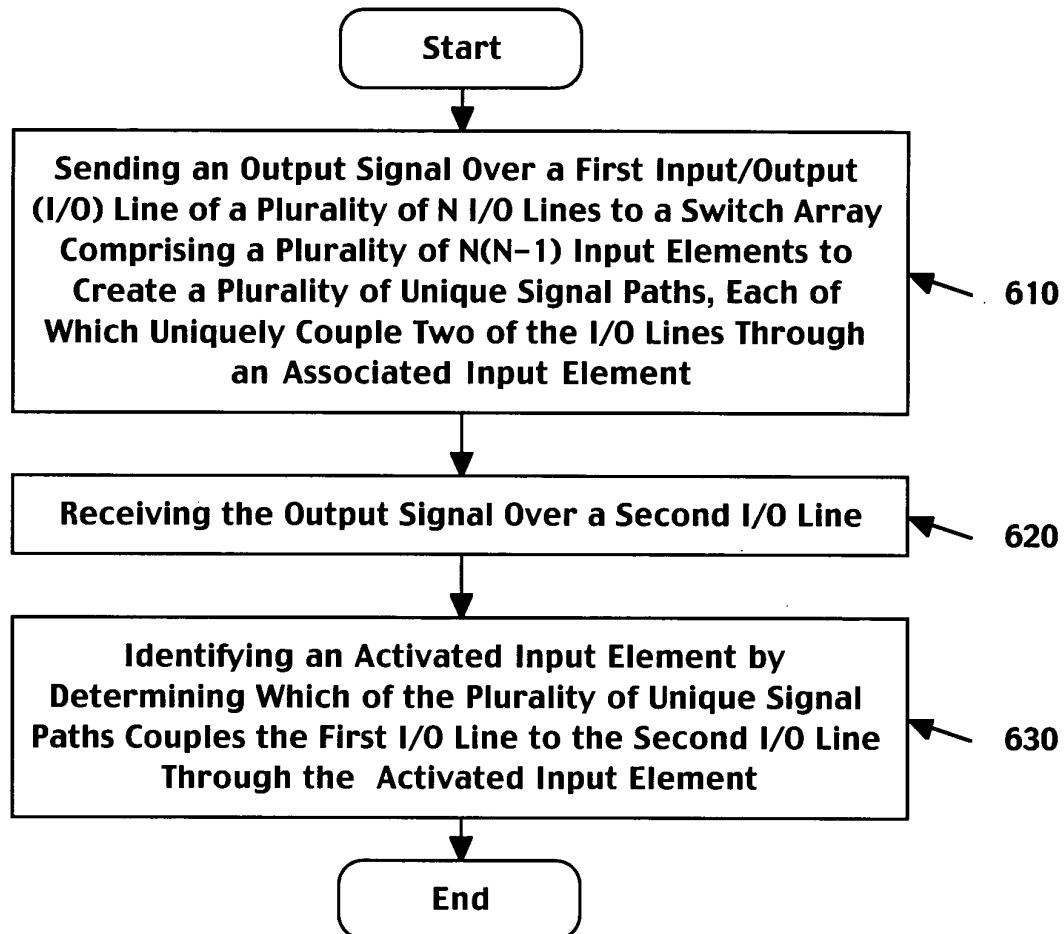 Start
Sending an Output Signal Over a First Input/Output
(I/O) Line of a Plurality of N I/O Lines to a Switch Array
Comprising a Plurality of N(N-1) Input Elements to
Create a Plurality of Unique Signal Paths, Each of
Which Uniquely Couple Two of the I/O Lines Through
an Associated Input Element
610
Receiving the Output Signal Over a Second I/O Line
620
Identifying an Activated Input Element by
Determining Which of the Plurality of Unique Signal
Paths Couples the First I/O Line to the Second I/O Line
Through the Activated Input Element
630
End